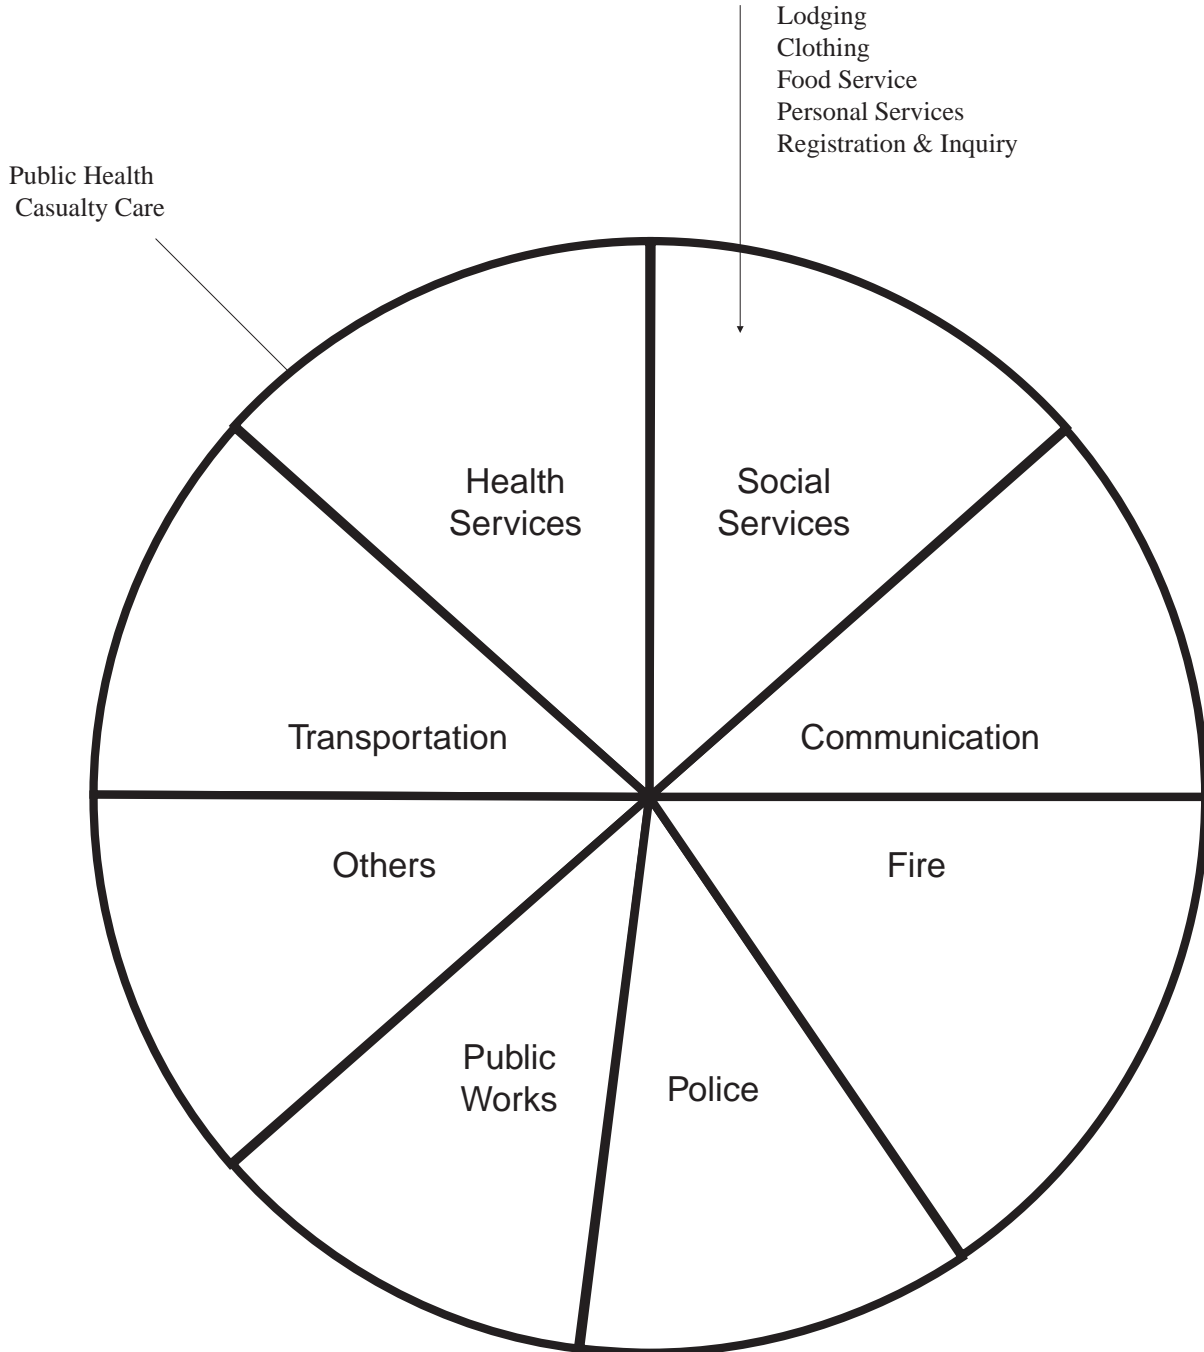 Lodging
Clothing
Food Service
Personal Services
Registration & Inquiry
Public Health
Casualty Care
Health
Services
Social
Services
Transportation
Communication
Others
Fire
Public
Works
Police